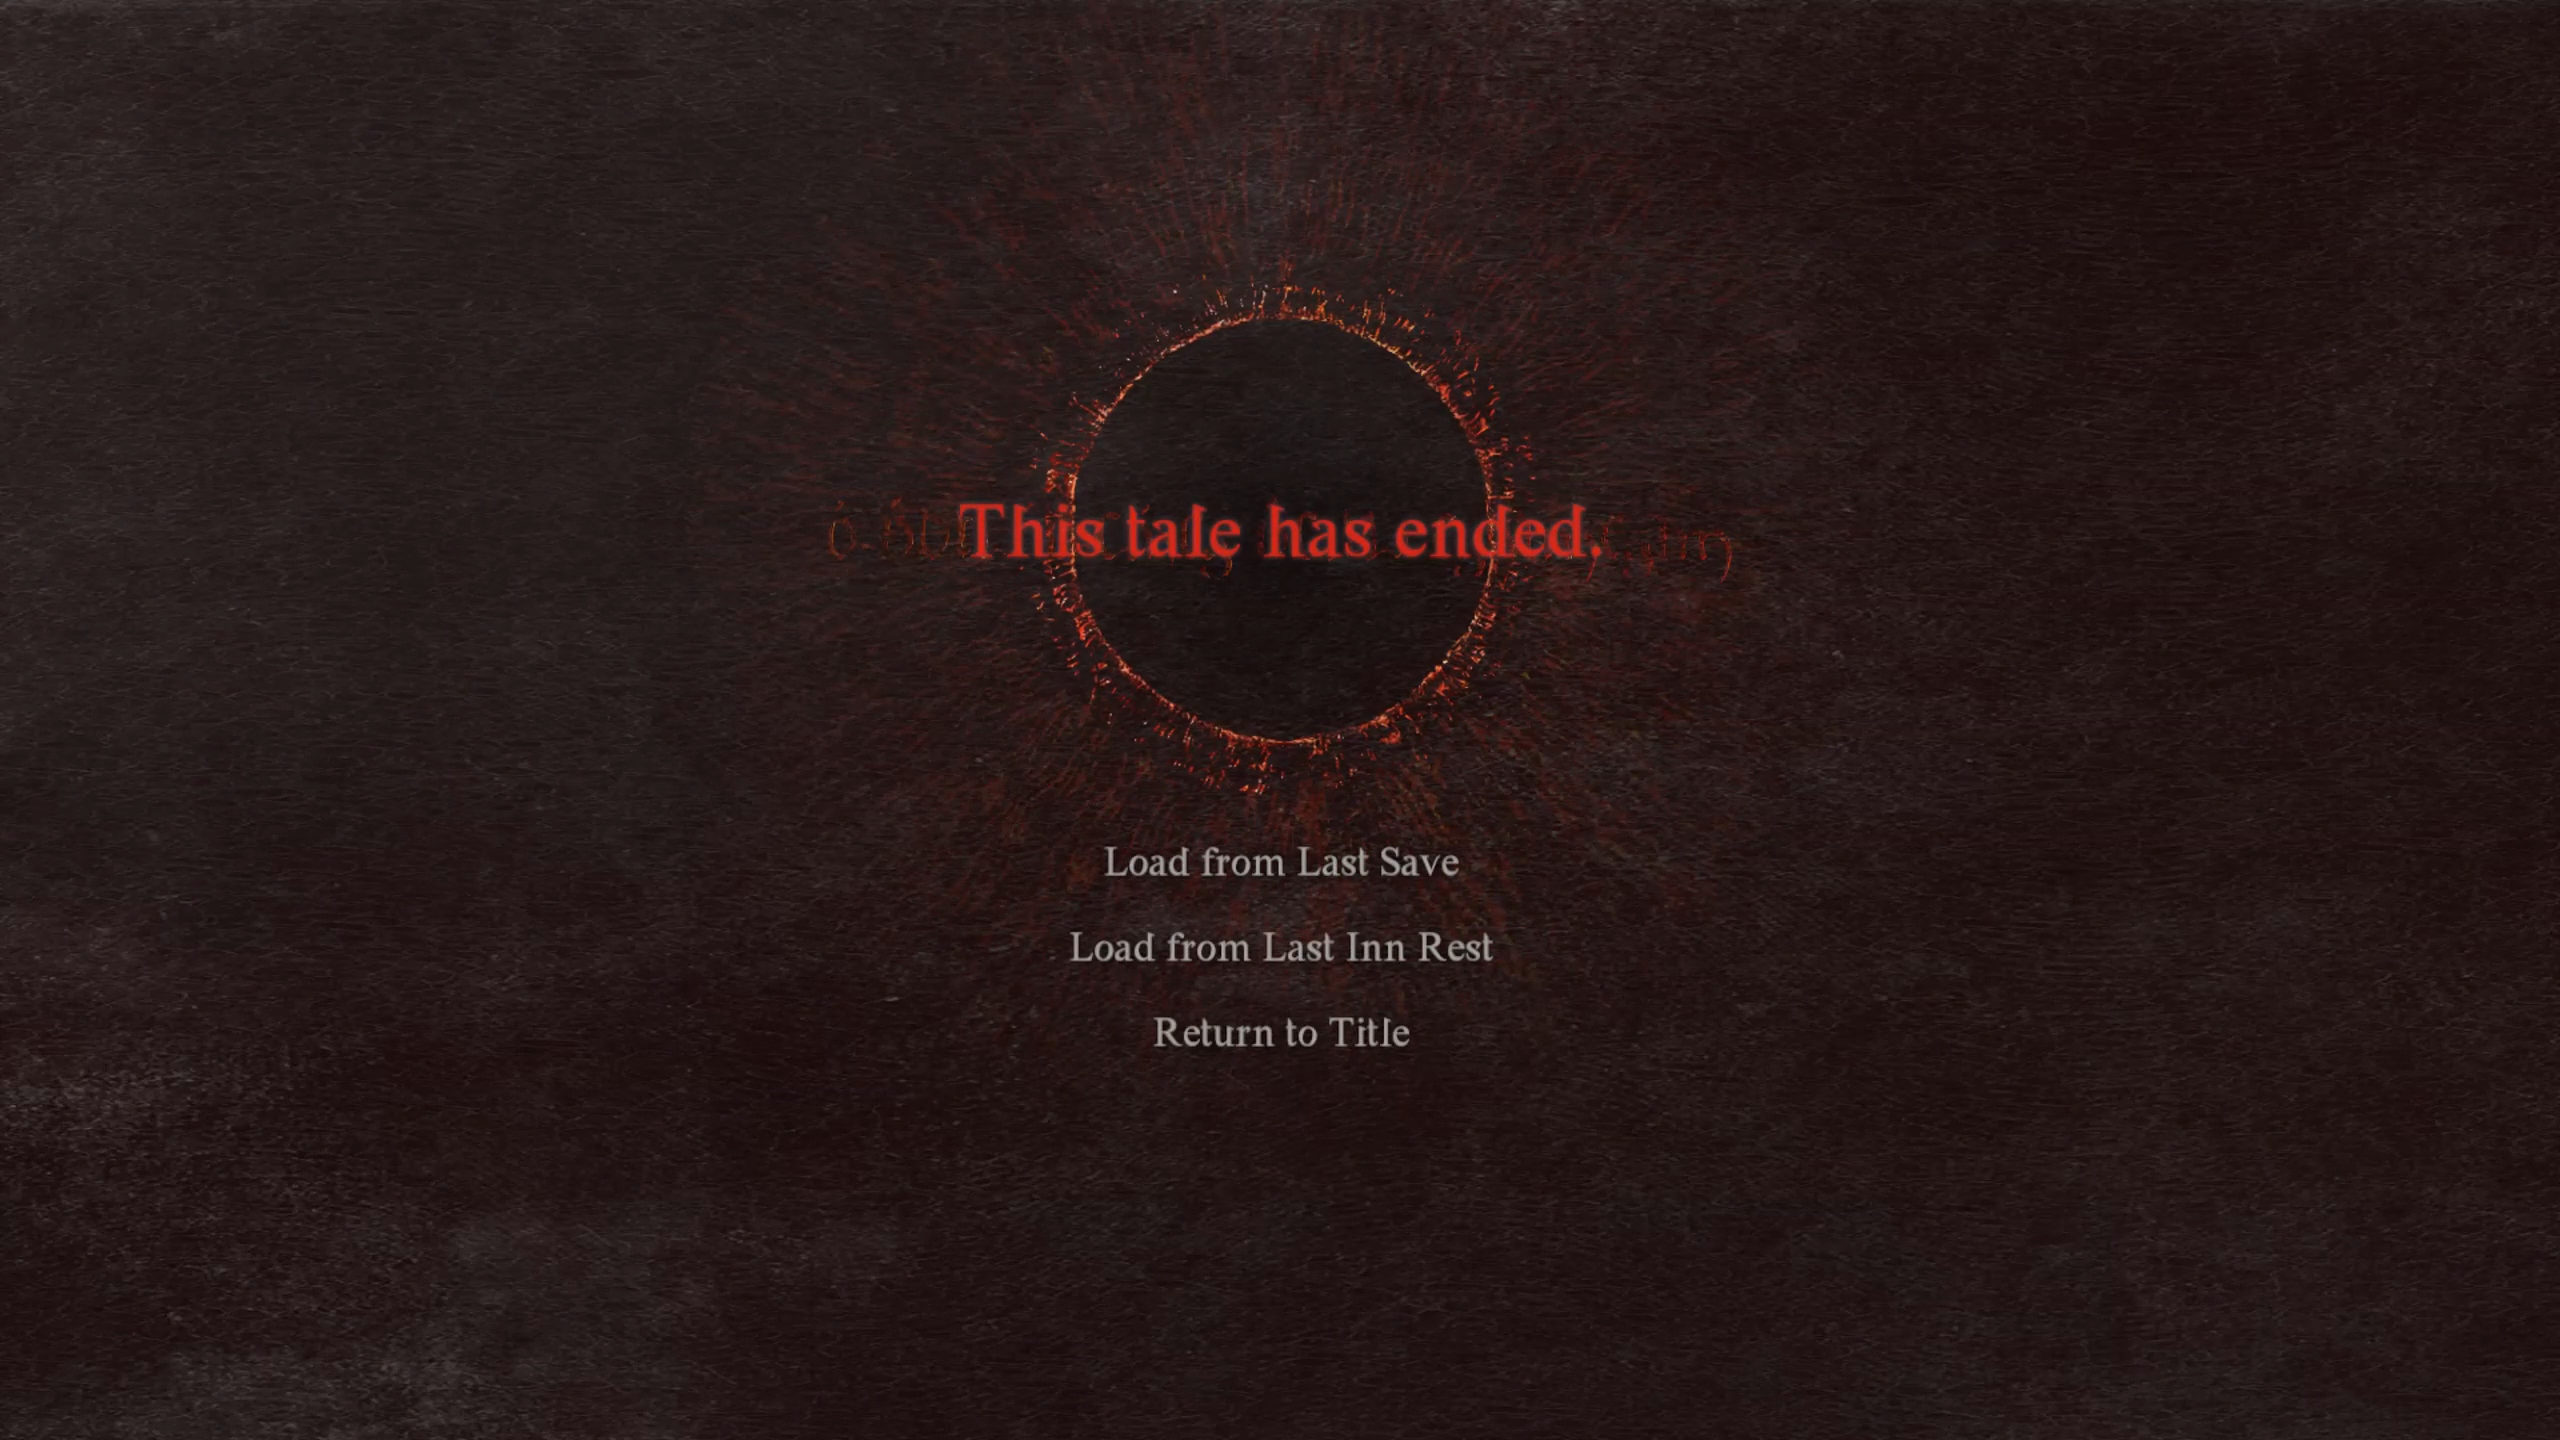 This tale has ended.
Load from Last Save
Load from Last Inn Rest
Return to Title